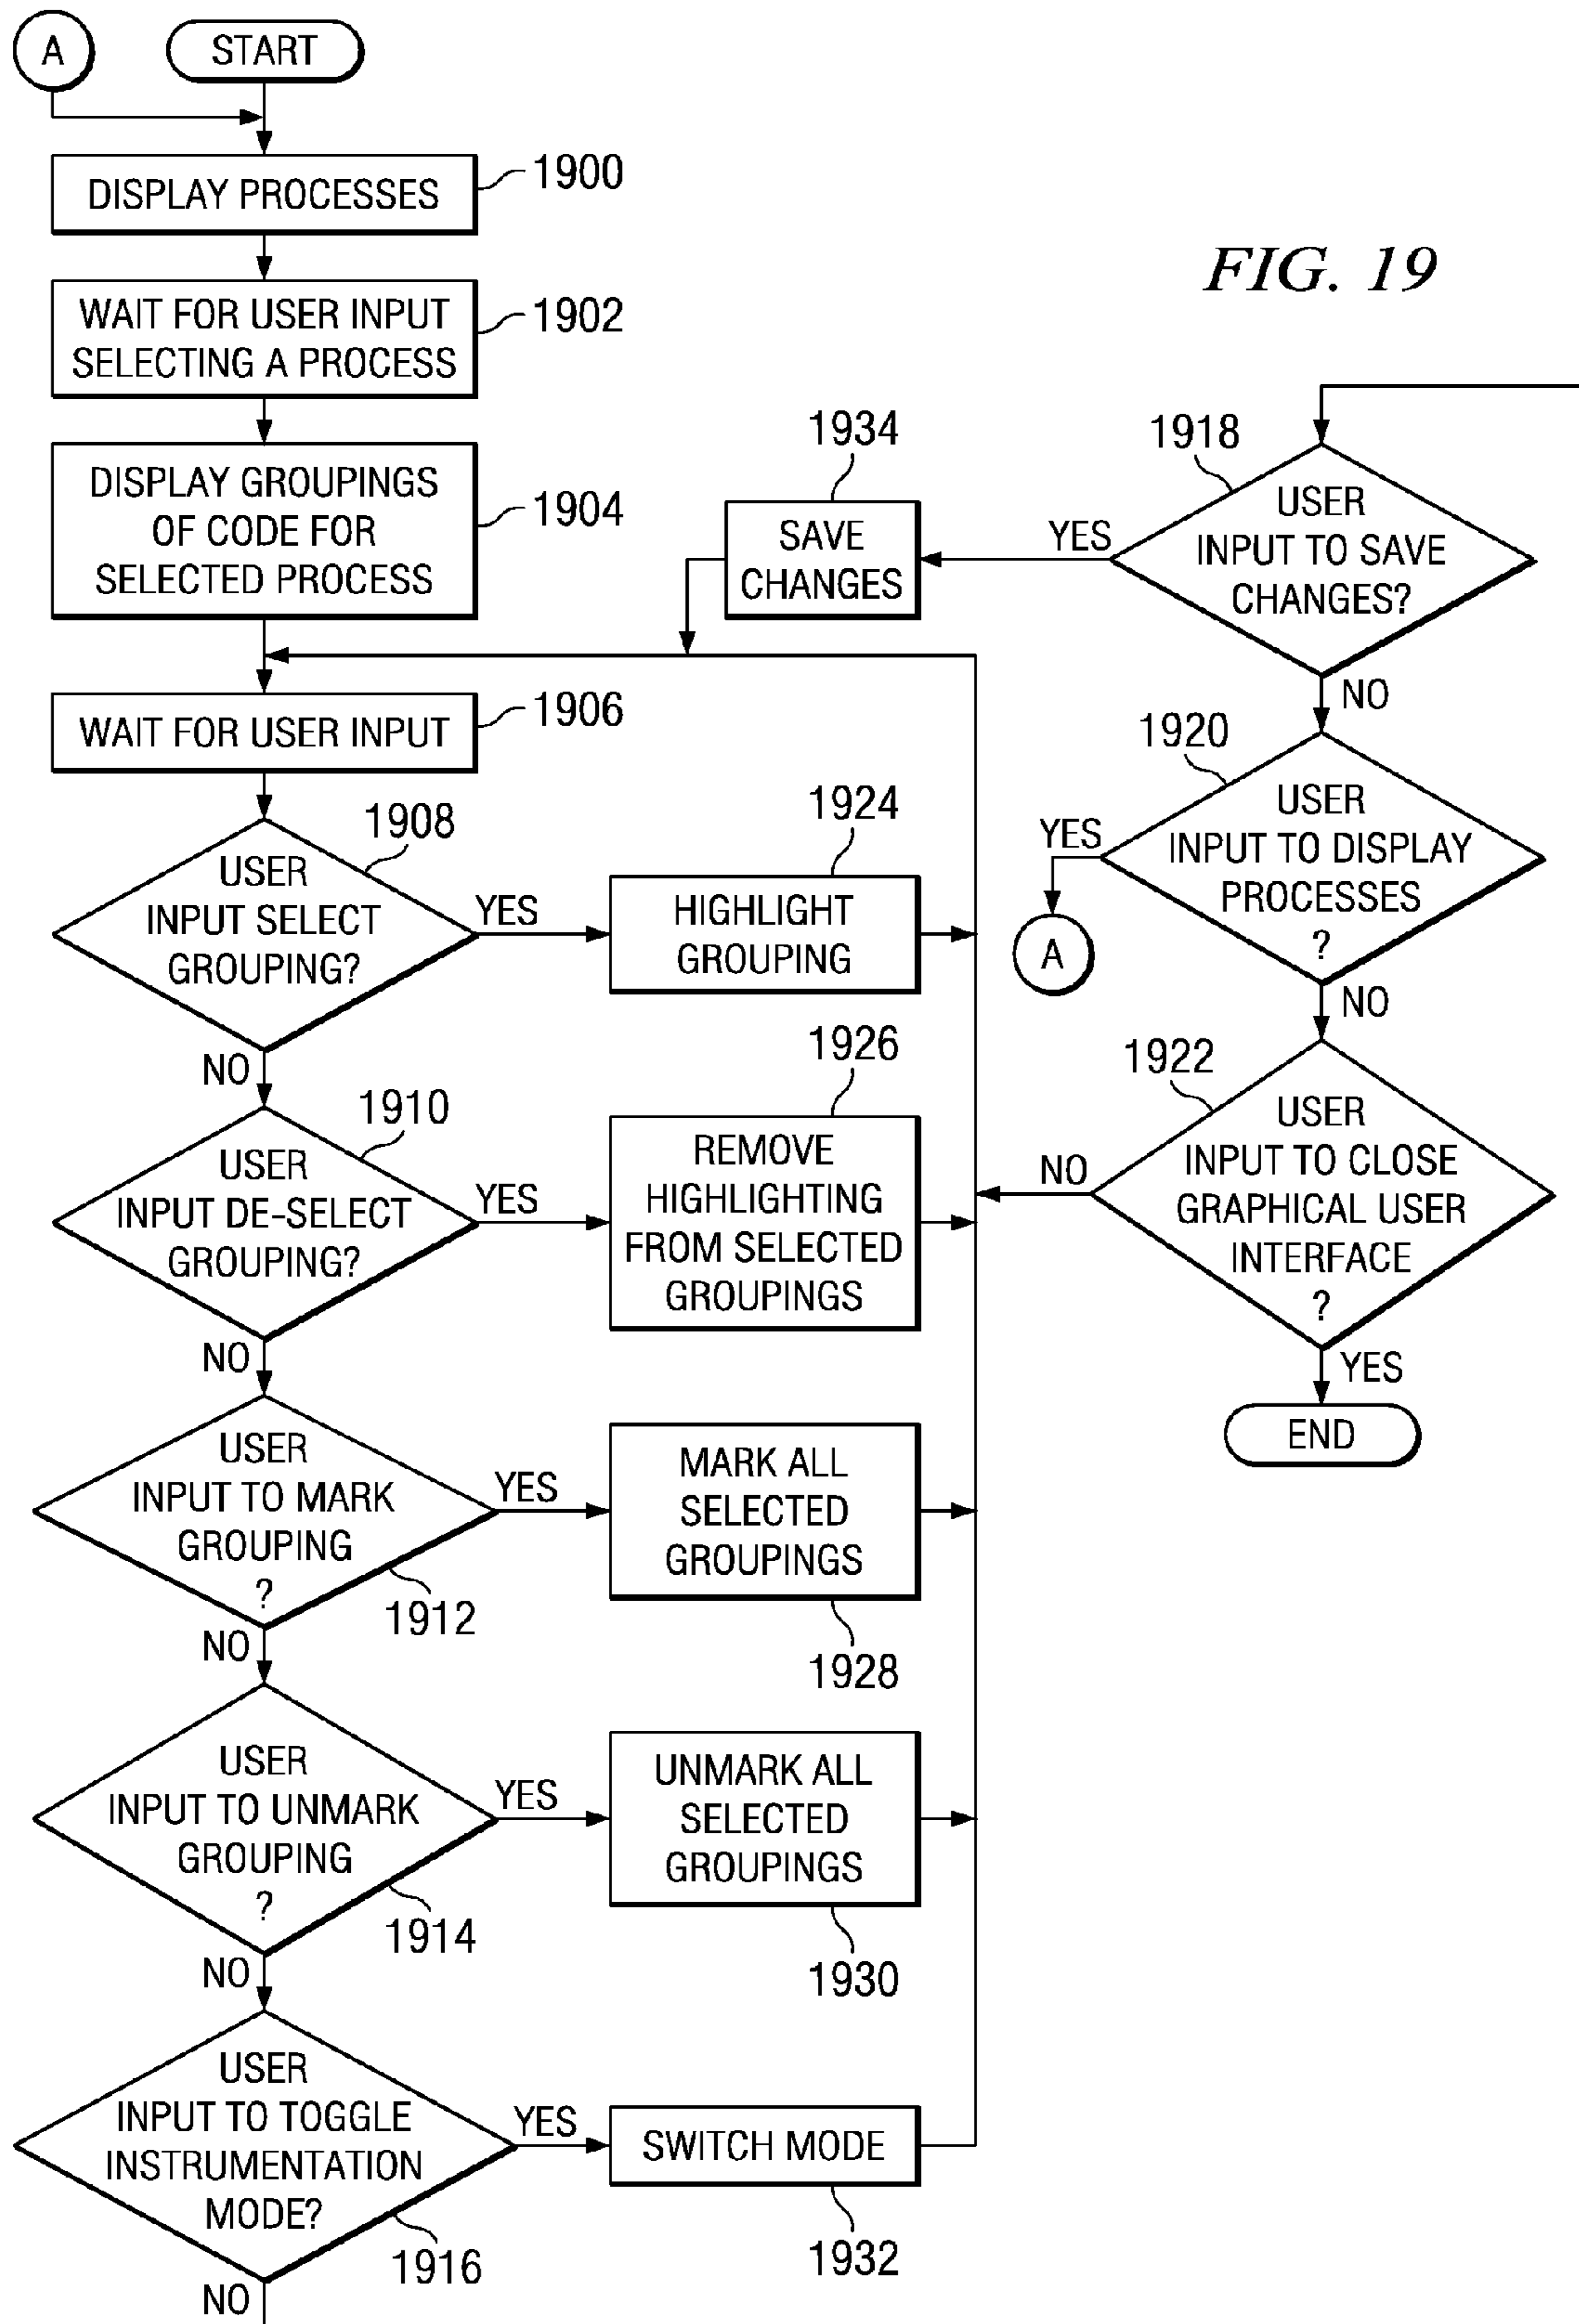 A
START
DISPLAY PROCESSES
1900
WAIT FOR USER INPUT
SELECTING A PROCESS
1902
DISPLAY GROUPINGS
OF CODE FOR
SELECTED PROCESS
1904
WAIT FOR USER INPUT
1906
USER
INPUT SELECT
GROUPING?
1908
YES
HIGHLIGHT
GROUPING
1924
NO
USER
INPUT DE-SELECT
GROUPING?
1910
YES
REMOVE
HIGHLIGHTING
FROM SELECTED
GROUPINGS
1926
NO
USER
INPUT TO MARK
GROUPING
?
1912
YES
MARK ALL
SELECTED
GROUPINGS
1928
NO
USER
INPUT TO UNMARK
GROUPING
?
1914
YES
UNMARK ALL
SELECTED
GROUPINGS
1930
NO
USER
INPUT TO TOGGLE
INSTRUMENTATION
MODE?
1916
YES
SWITCH MODE
1932
NO
FIG. 19
1918
USER
INPUT TO SAVE
CHANGES?
YES
1934
SAVE
CHANGES
NO
1920
USER
INPUT TO DISPLAY
PROCESSES
?
YES
A
NO
1922
USER
INPUT TO CLOSE
GRAPHICAL USER
INTERFACE
?
NO
YES
END